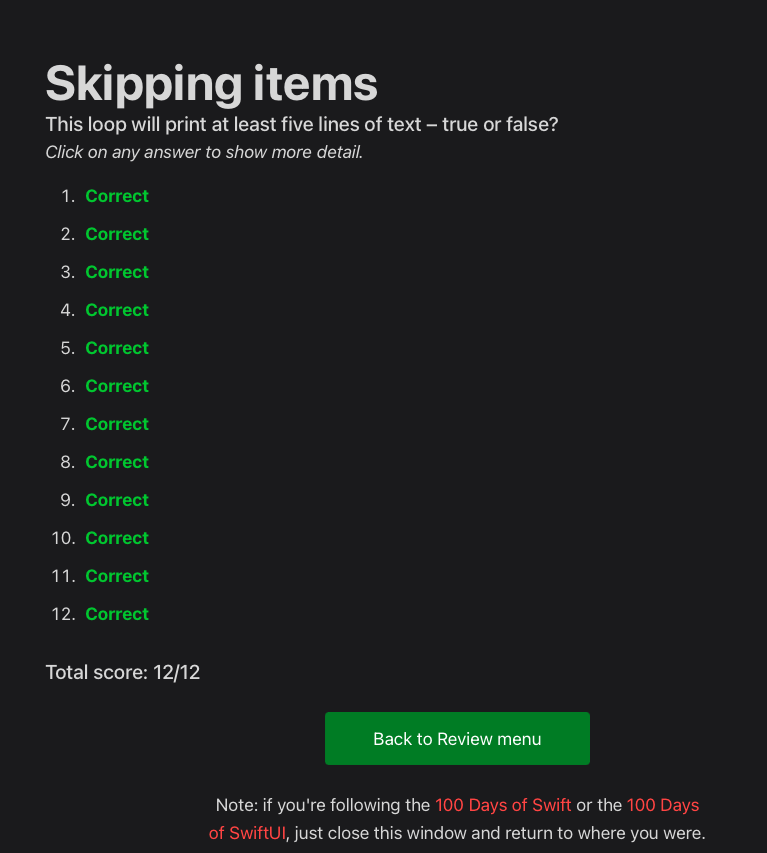 Skipping items
This loop will print at least five lines of text – true or false?
Click on any answer to show more detail.
1. Correct
2. Correct
3. Correct
4. Correct
5. Correct
6. Correct
7. Correct
8. Correct
9. Correct
10. Correct
11. Correct
12. Correct
Total score: 12/12
Back to Review menu
Note: if you're following the 100 Days of Swift or the 100 Days
of SwiftUI, just close this window and return to where you were.